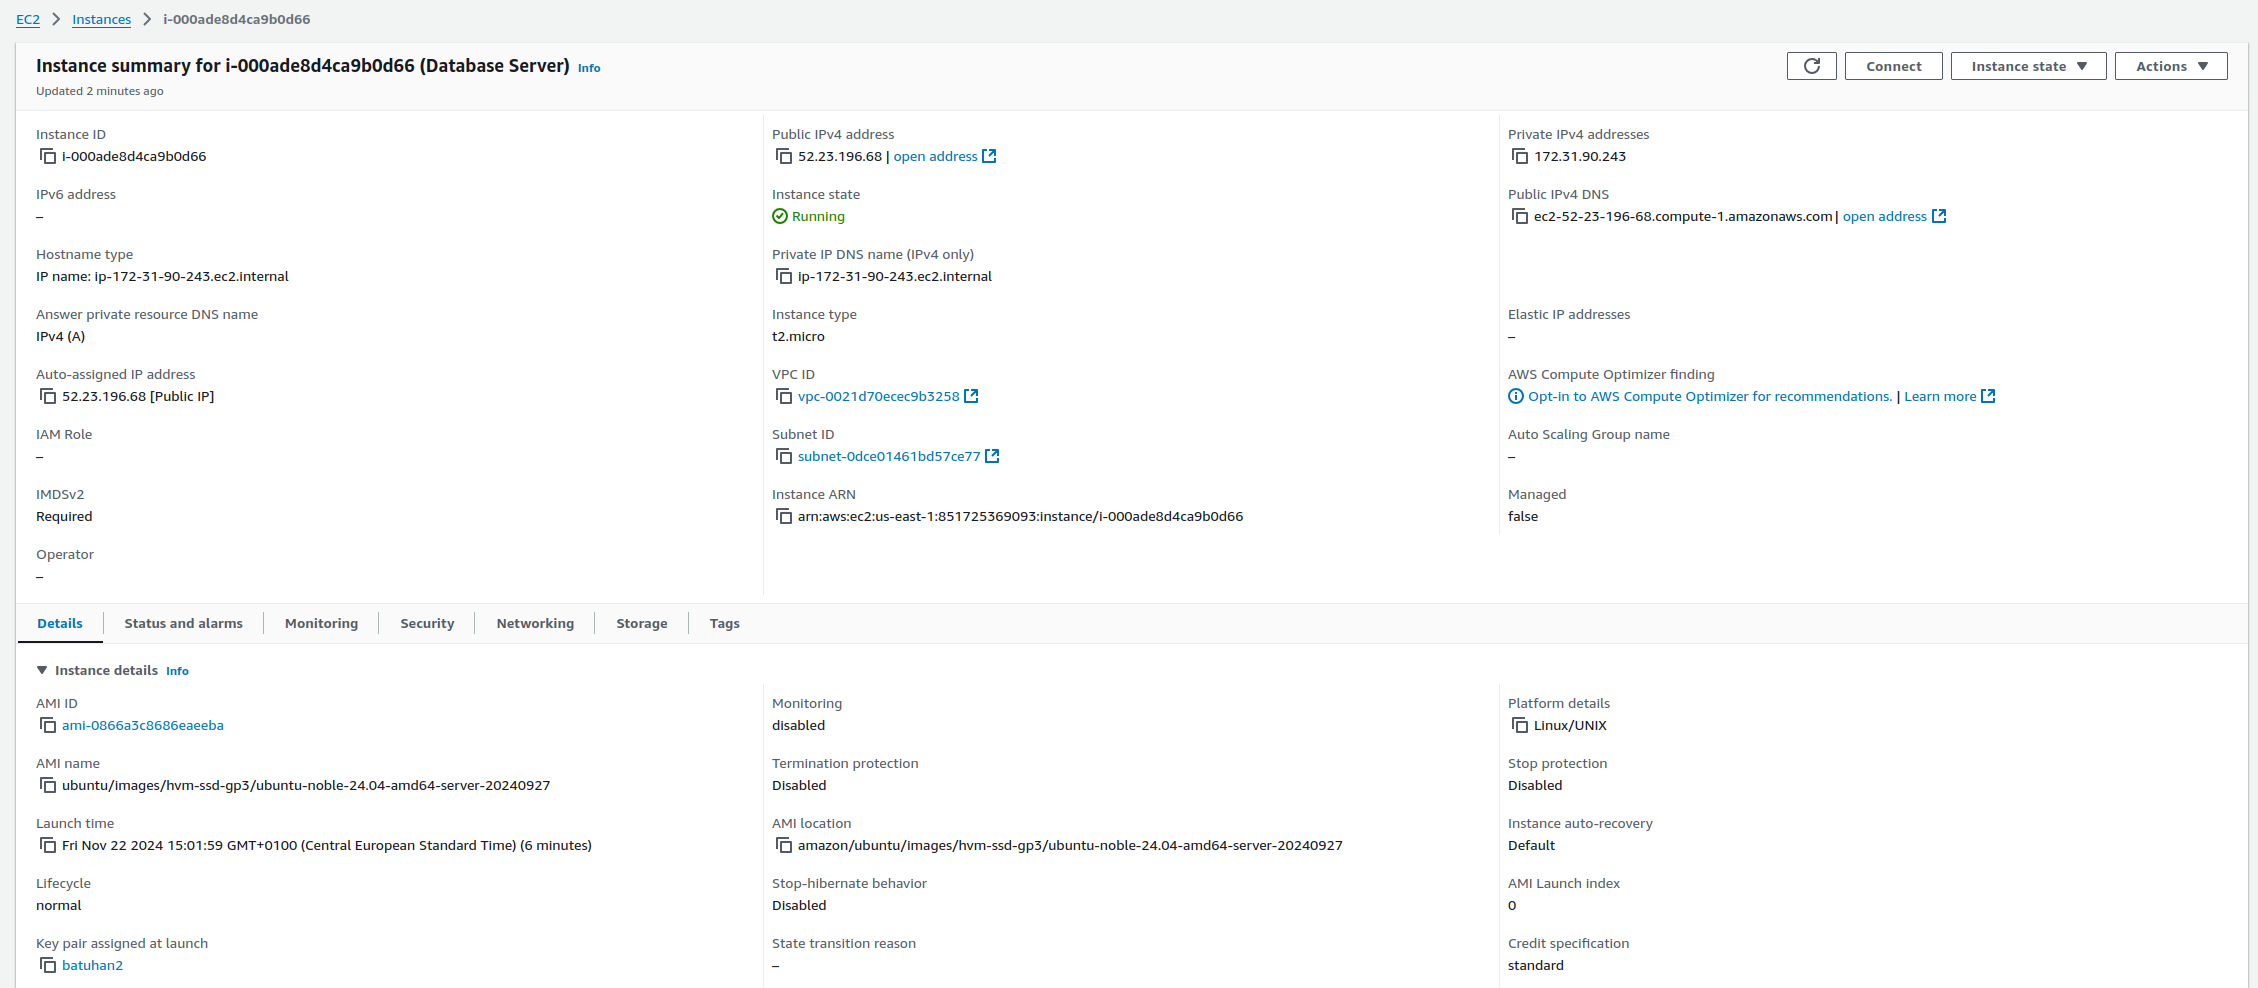 EC2 > Instances > i-000ade8d4ca9b0d66
Instance summary for i-000ade8d4ca9b0d66 (Database Server) Info
Updated 2 minutes ago
Connect
Instance state
Actions
Instance ID
i-000ade8d4ca9b0d66
Public IPv4 address
52.23.196.68 | open address
Private IPv4 addresses
172.31.90.243
IPv6 address
–
Instance state
Running
Public IPv4 DNS
ec2-52-23-196-68.compute-1.amazonaws.com | open address
Hostname type
IP name: ip-172-31-90-243.ec2.internal
Private IP DNS name (IPv4 only)
ip-172-31-90-243.ec2.internal
Answer private resource DNS name
IPv4 (A)
Instance type
t2.micro
Elastic IP addresses
–
Auto-assigned IP address
52.23.196.68 [Public IP]
VPC ID
vpc-0021d70ecec9b3258
AWS Compute Optimizer finding
Opt-in to AWS Compute Optimizer for recommendations. | Learn more
IAM Role
–
Subnet ID
subnet-0dce01461bd57ce77
Auto Scaling Group name
–
IMDSv2
Required
Instance ARN
arn:aws:ec2:us-east-1:851725369093:instance/i-000ade8d4ca9b0d66
Managed
false
Operator
–
Details
Status and alarms
Monitoring
Security
Networking
Storage
Tags
Instance details Info
AMI ID
ami-0866a3c8686eaeeba
Monitoring
disabled
Platform details
Linux/UNIX
AMI name
ubuntu/images/hvm-ssd-gp3/ubuntu-noble-24.04-amd64-server-20240927
Termination protection
Disabled
Stop protection
Disabled
Launch time
Fri Nov 22 2024 15:01:59 GMT+0100 (Central European Standard Time) (6 minutes)
AMI location
amazon/ubuntu/images/hvm-ssd-gp3/ubuntu-noble-24.04-amd64-server-20240927
Instance auto-recovery
Default
Lifecycle
normal
Stop-hibernate behavior
Disabled
AMI Launch index
0
Key pair assigned at launch
batuhan2
State transition reason
–
Credit specification
standard